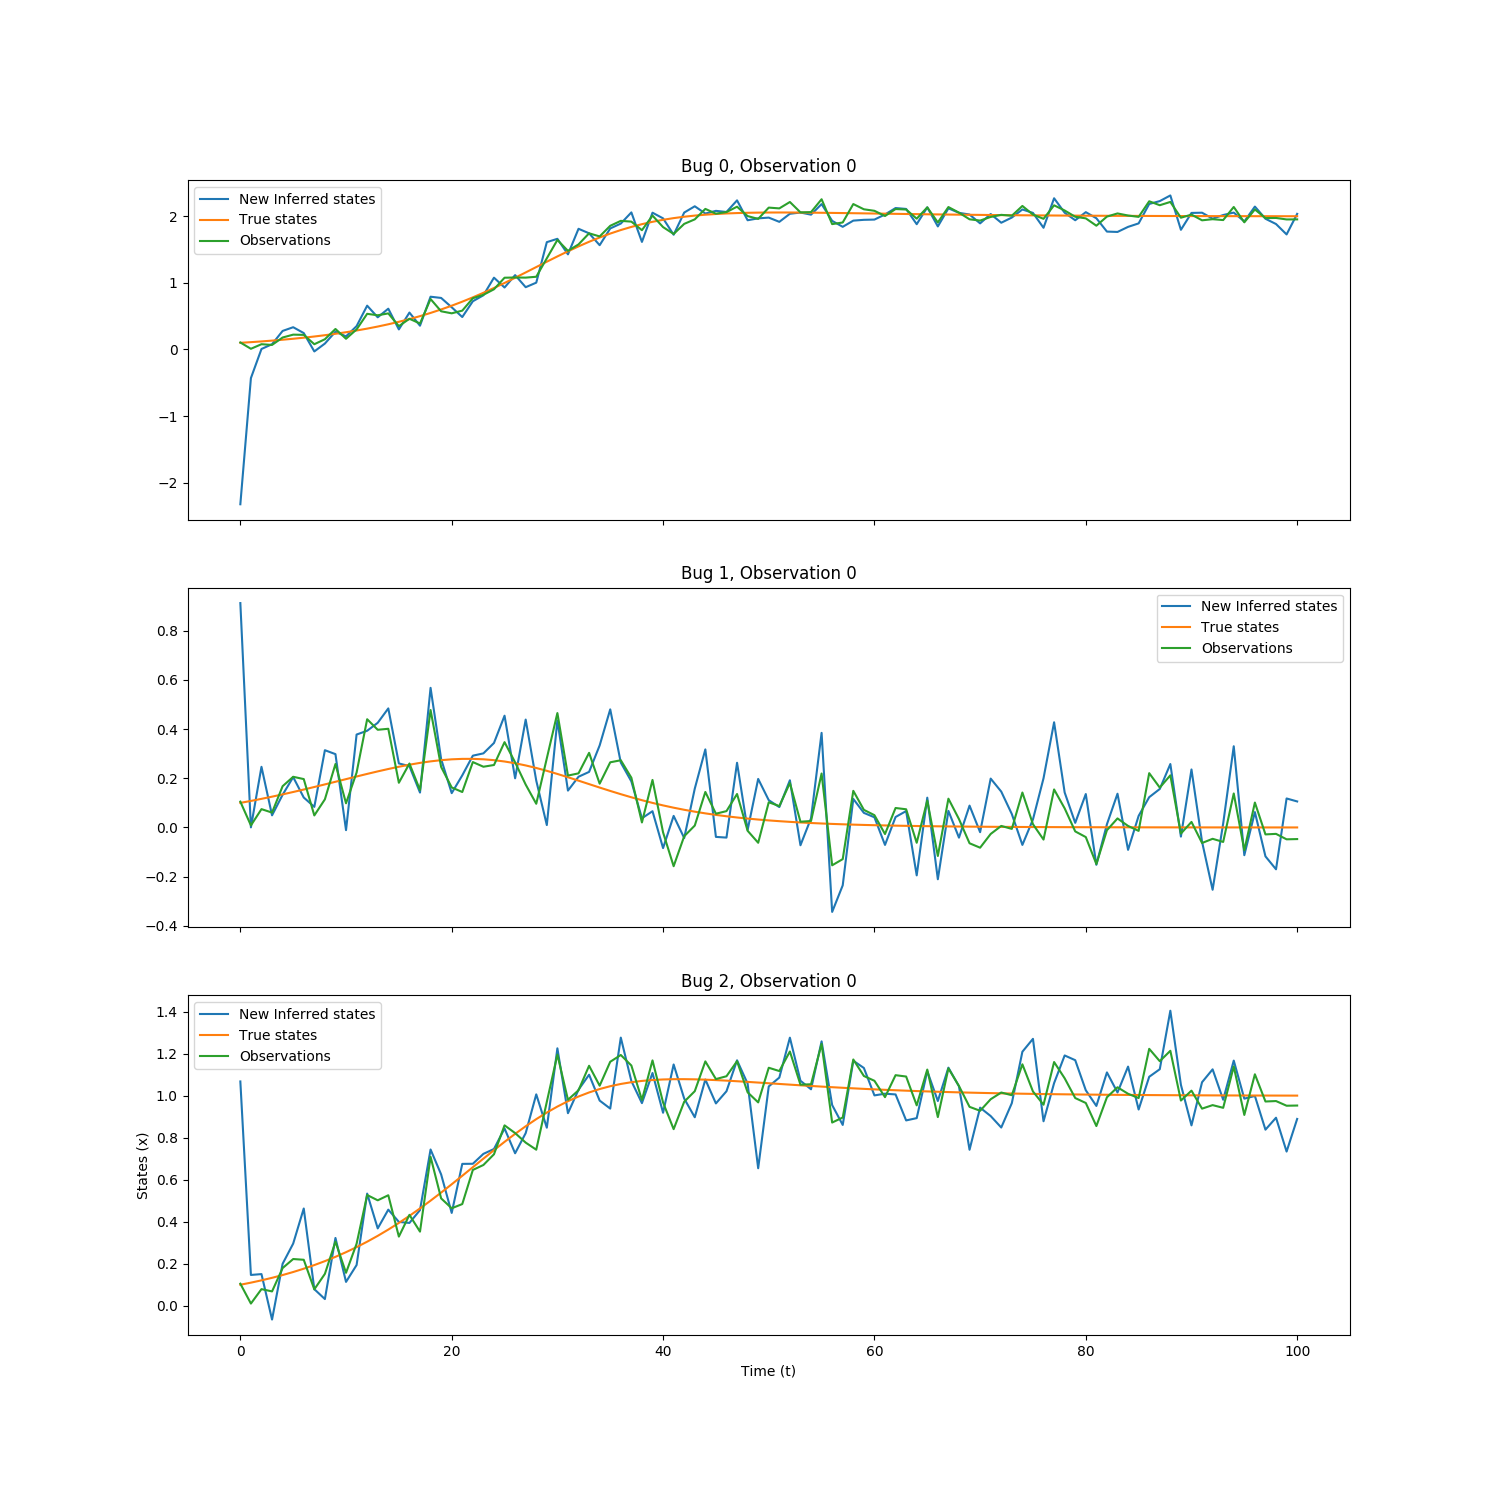 Bug 0, Observation 0
New Inferred states
True states
Observations
2
1
0
−1
−2
Bug 1, Observation 0
New Inferred states
True states
Observations
0.8
0.6
0.4
0.2
0.0
−0.2
−0.4
Bug 2, Observation 0
New Inferred states
True states
Observations
1.4
1.2
1.0
0.8
0.6
0.4
0.2
0.0
States (x)
0 20 40 60 80 100
Time (t)